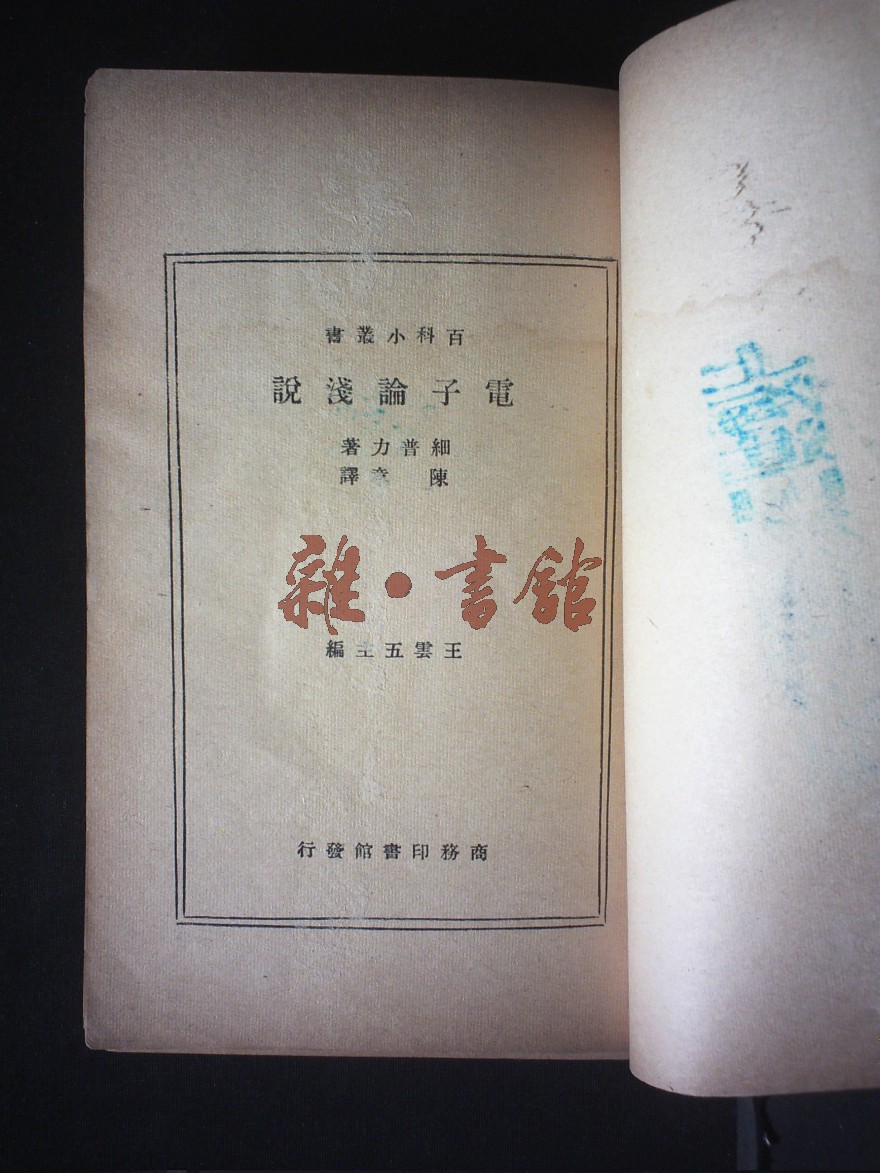 百科小叢書
電子論淺說
細普力著
陳章譯
雜·書館
王雲五主編
商務印書館發行